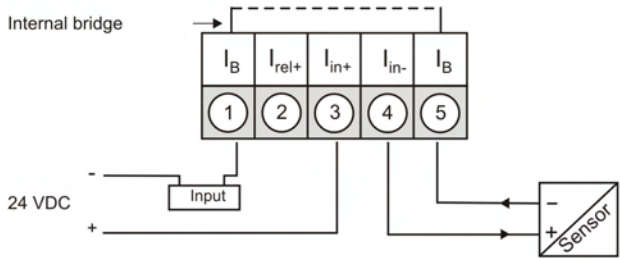 Internal bridge
IB Irel+ Iin+ Iin- IB
1 2 3 4 5
-
Input
24 VDC
+
-
+
Sensor